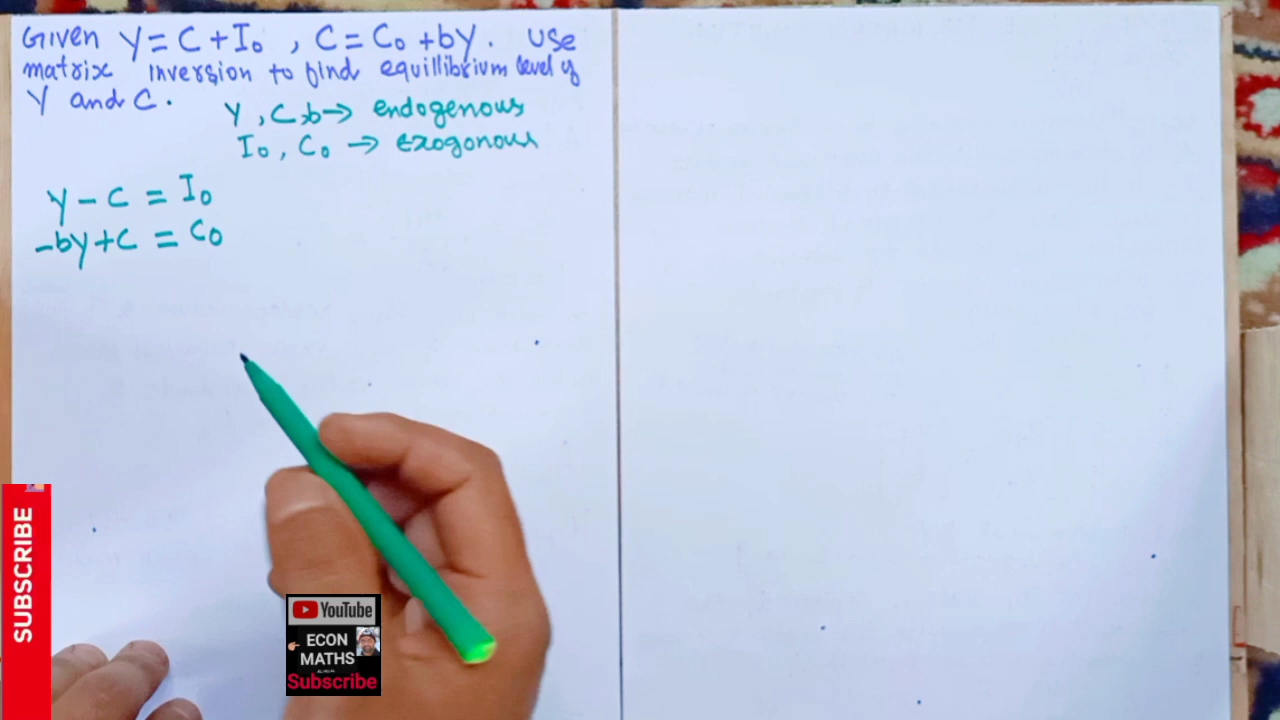 Given Y = C + I₀ , C = C₀ + bY. Use
matrix inversion to find equillibrium level of
Y and C.
Y, C, b → endogenous
I₀, C₀ → exogonous
Y - C = I₀
-bY + C = C₀
SUBSCRIBE
YouTube
ECON
MATHS
Subscribe